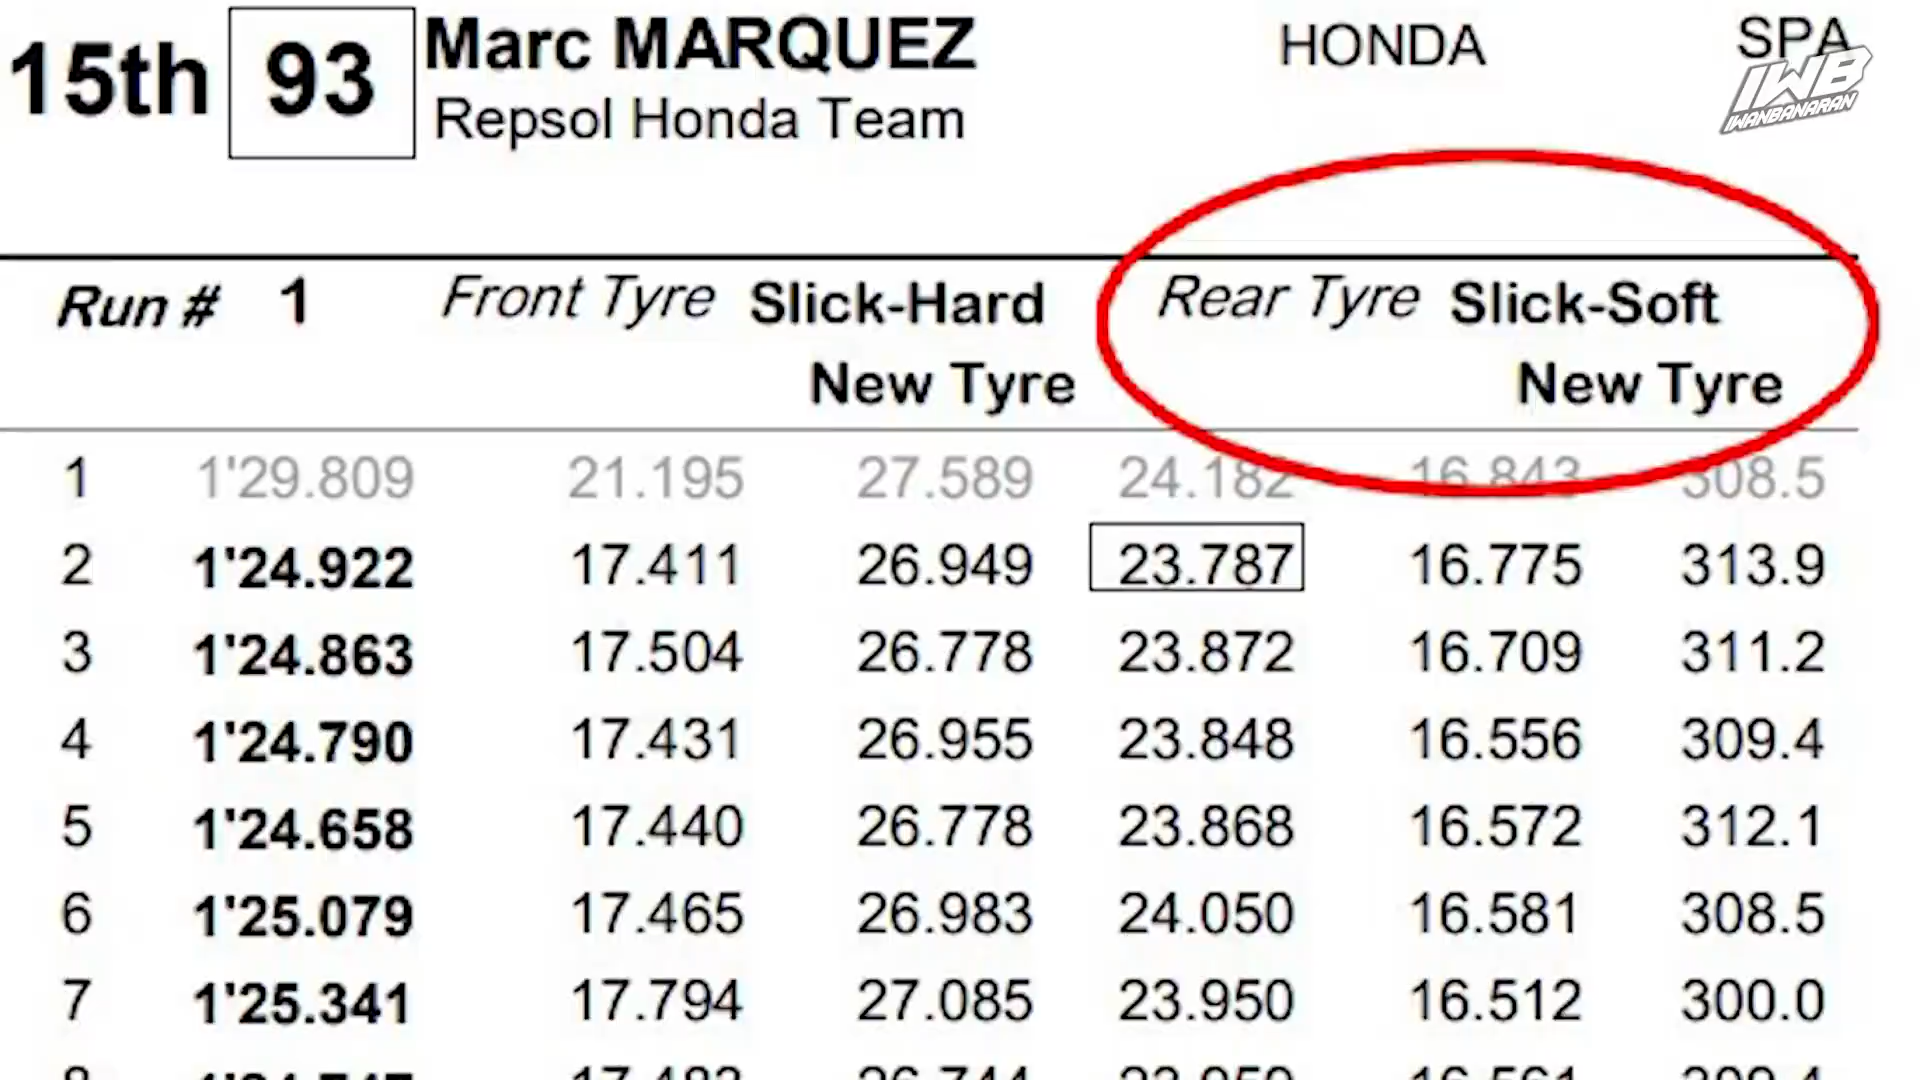 15th 93 Marc MARQUEZ HONDA SPA
Repsol Honda Team
IWB
IWANBANARAN
Run # 1 Front Tyre Slick-Hard Rear Tyre Slick-Soft
New Tyre New Tyre
1 1'29.809 21.195 27.589 24.182 16.843 308.5
2 1'24.922 17.411 26.949 23.787 16.775 313.9
3 1'24.863 17.504 26.778 23.872 16.709 311.2
4 1'24.790 17.431 26.955 23.848 16.556 309.4
5 1'24.658 17.440 26.778 23.868 16.572 312.1
6 1'25.079 17.465 26.983 24.050 16.581 308.5
7 1'25.341 17.794 27.085 23.950 16.512 300.0